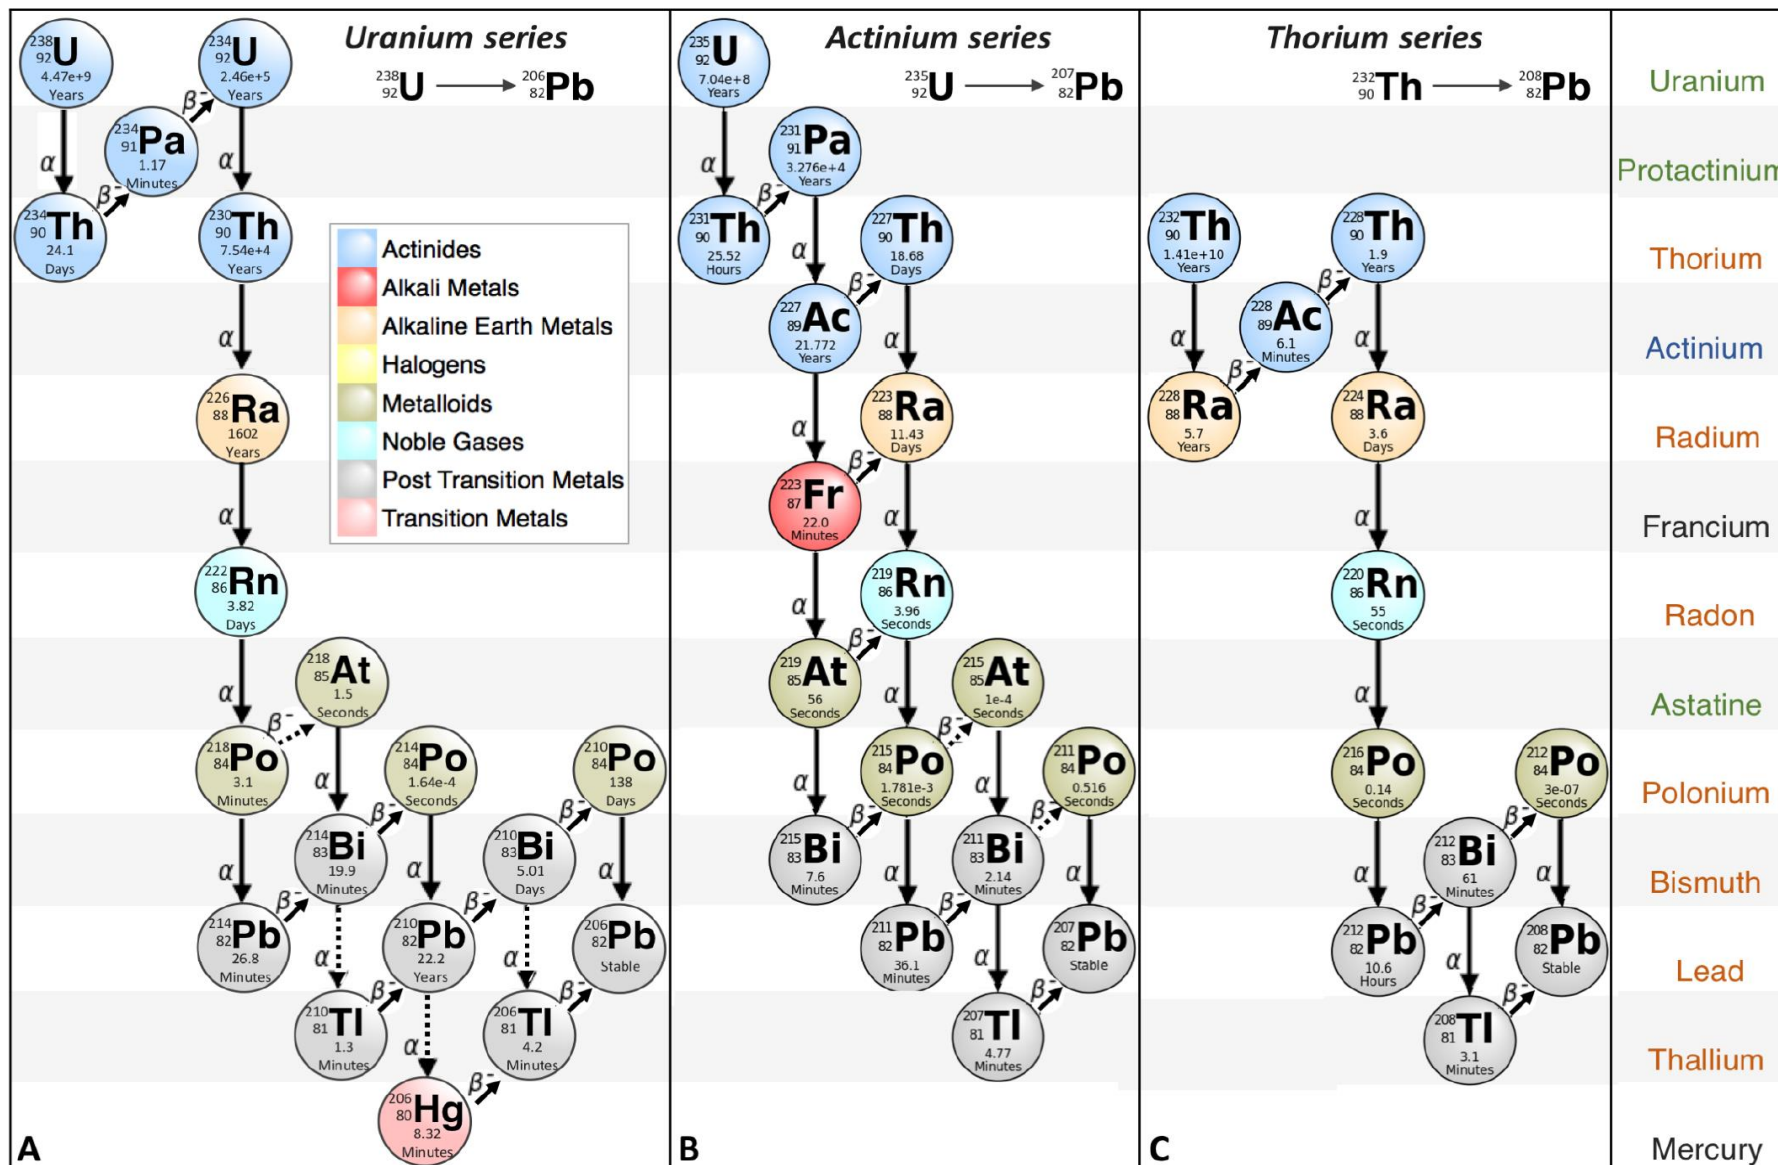 Uranium series
238 92 U → 206 82 Pb
238 92 U
4.47e+9
Years
α
234 90 Th
24.1
Days
β⁻
234 91 Pa
1.17
Minutes
β⁻
234 92 U
2.46e+5
Years
α
230 90 Th
7.54e+4
Years
α
226 88 Ra
1602
Years
α
222 86 Rn
3.82
Days
α
218 84 Po
3.1
Minutes
β⁻
218 85 At
1.5
Seconds
α
α
214 82 Pb
26.8
Minutes
β⁻
214 83 Bi
19.9
Minutes
β⁻
214 84 Po
1.64e-4
Seconds
α
α
210 81 Tl
1.3
Minutes
β⁻
210 82 Pb
22.2
Years
β⁻
210 83 Bi
5.01
Days
β⁻
210 84 Po
138
Days
α
α
206 80 Hg
8.32
Minutes
β⁻
α
206 81 Tl
4.2
Minutes
β⁻
206 82 Pb
Stable
Actinides
Alkali Metals
Alkaline Earth Metals
Halogens
Metalloids
Noble Gases
Post Transition Metals
Transition Metals
A
Actinium series
235 92 U → 207 82 Pb
235 92 U
7.04e+8
Years
α
231 90 Th
25.52
Hours
β⁻
231 91 Pa
3.276e+4
Years
α
227 89 Ac
21.772
Years
β⁻
227 90 Th
18.68
Days
α
α
223 87 Fr
22.0
Minutes
β⁻
223 88 Ra
11.43
Days
α
α
219 85 At
56
Seconds
β⁻
219 86 Rn
3.96
Seconds
α
α
215 83 Bi
7.6
Minutes
β⁻
215 84 Po
1.781e-3
Seconds
β⁻
215 85 At
1e-4
Seconds
α
α
211 82 Pb
36.1
Minutes
β⁻
211 83 Bi
2.14
Minutes
β⁻
211 84 Po
0.516
Seconds
α
α
207 81 Tl
4.77
Minutes
β⁻
207 82 Pb
Stable
B
Thorium series
232 90 Th → 208 82 Pb
232 90 Th
1.41e+10
Years
α
228 88 Ra
5.7
Years
β⁻
228 89 Ac
6.1
Minutes
β⁻
228 90 Th
1.9
Years
α
224 88 Ra
3.6
Days
α
220 86 Rn
55
Seconds
α
216 84 Po
0.14
Seconds
α
212 82 Pb
10.6
Hours
β⁻
212 83 Bi
61
Minutes
β⁻
212 84 Po
3e-07
Seconds
α
α
208 81 Tl
3.1
Minutes
β⁻
208 82 Pb
Stable
C
Uranium
Protactinium
Thorium
Actinium
Radium
Francium
Radon
Astatine
Polonium
Bismuth
Lead
Thallium
Mercury